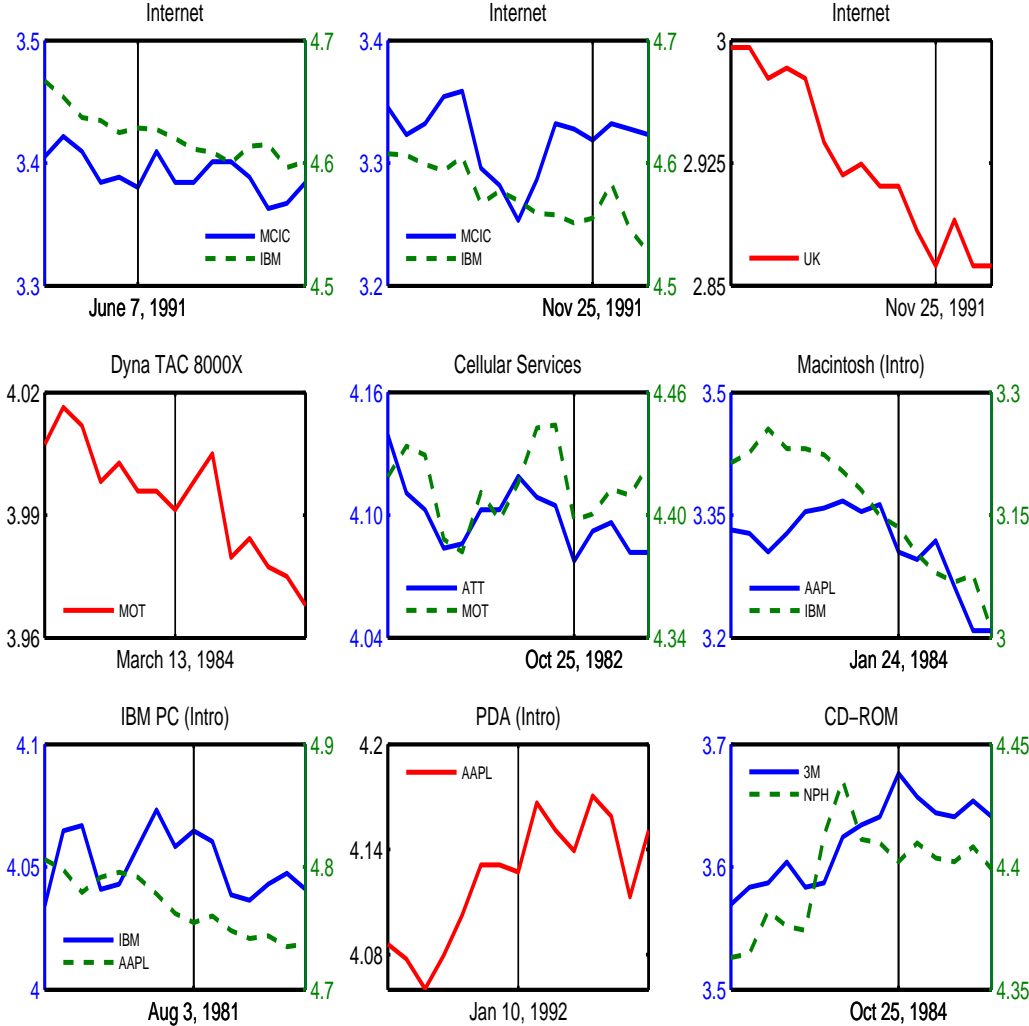 Internet
3.5
3.4
3.3
4.7
4.6
4.5
MCIC
IBM
June 7, 1991
Internet
3.4
3.3
3.2
4.7
4.6
4.5
MCIC
IBM
Nov 25, 1991
Internet
3
2.925
2.85
UK
Nov 25, 1991
Dyna TAC 8000X
4.02
3.99
3.96
MOT
March 13, 1984
Cellular Services
4.16
4.10
4.04
4.46
4.40
4.34
ATT
MOT
Oct 25, 1982
Macintosh (Intro)
3.5
3.35
3.2
3.3
3.15
3
AAPL
IBM
Jan 24, 1984
IBM PC (Intro)
4.1
4.05
4
4.9
4.8
4.7
IBM
AAPL
Aug 3, 1981
PDA (Intro)
4.2
4.14
4.08
AAPL
Jan 10, 1992
CD−ROM
3.7
3.6
3.5
4.45
4.4
4.35
3M
NPH
Oct 25, 1984